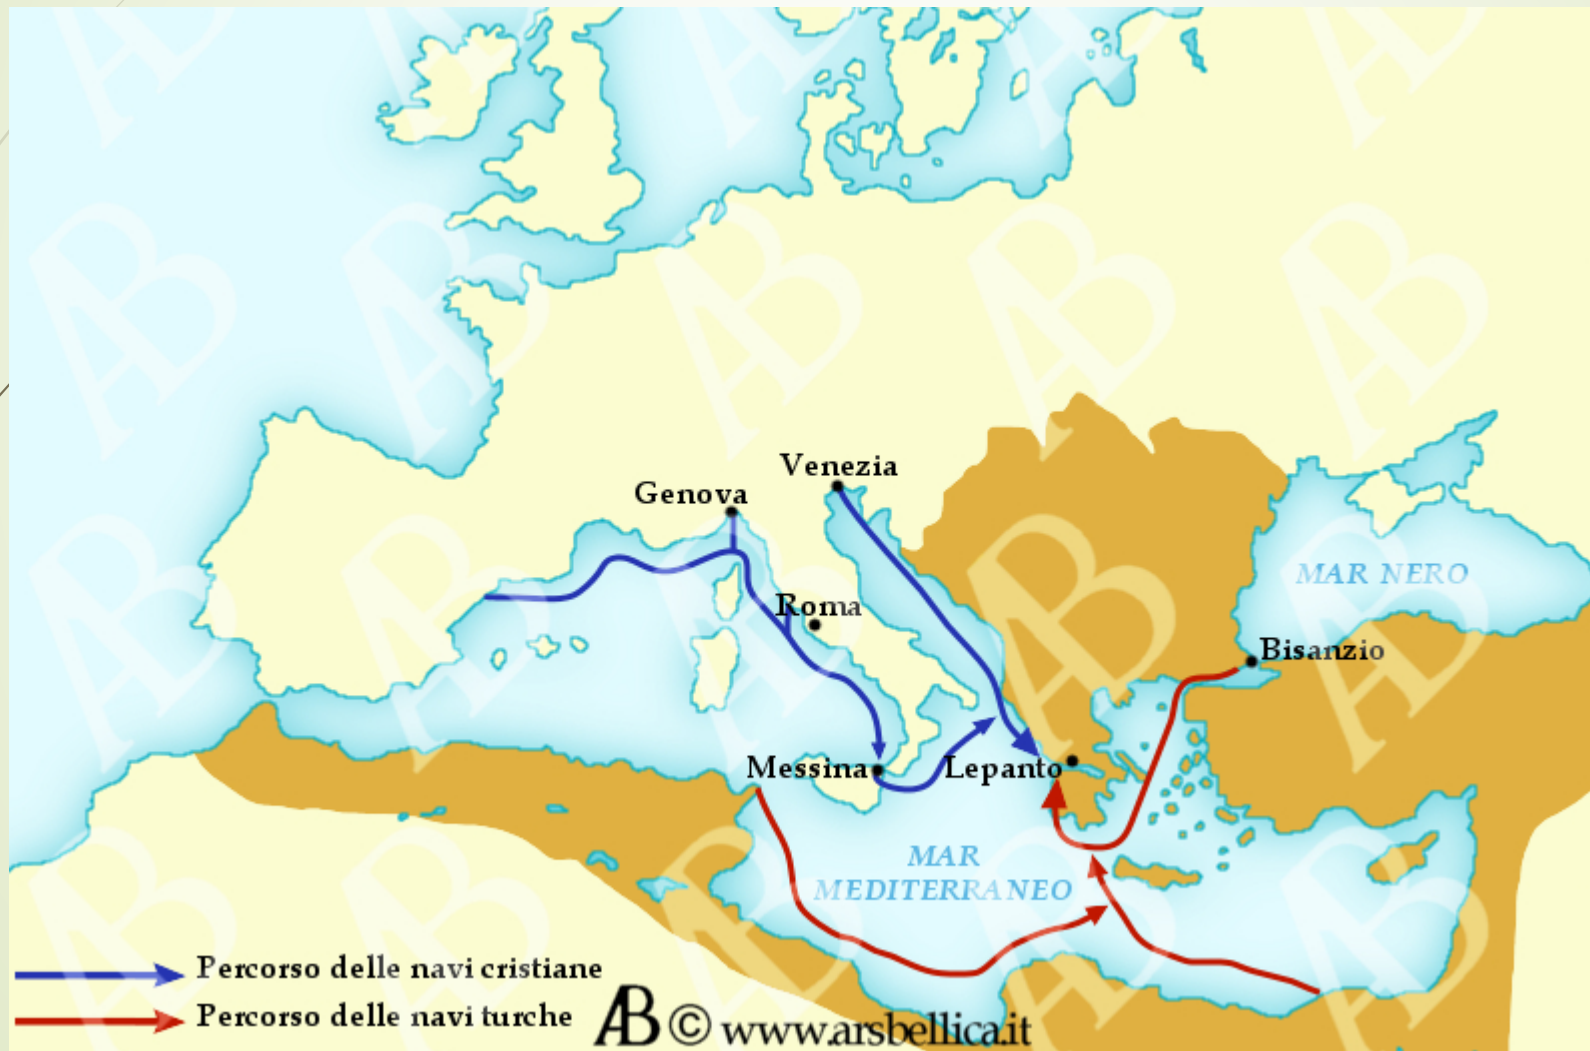 Venezia
Genova
MAR NERO
Roma
Bisanzio
Messina
Lepanto
MAR
MEDITERRANEO
Percorso delle navi cristiane
Percorso delle navi turche
AB © www.arsbellica.it